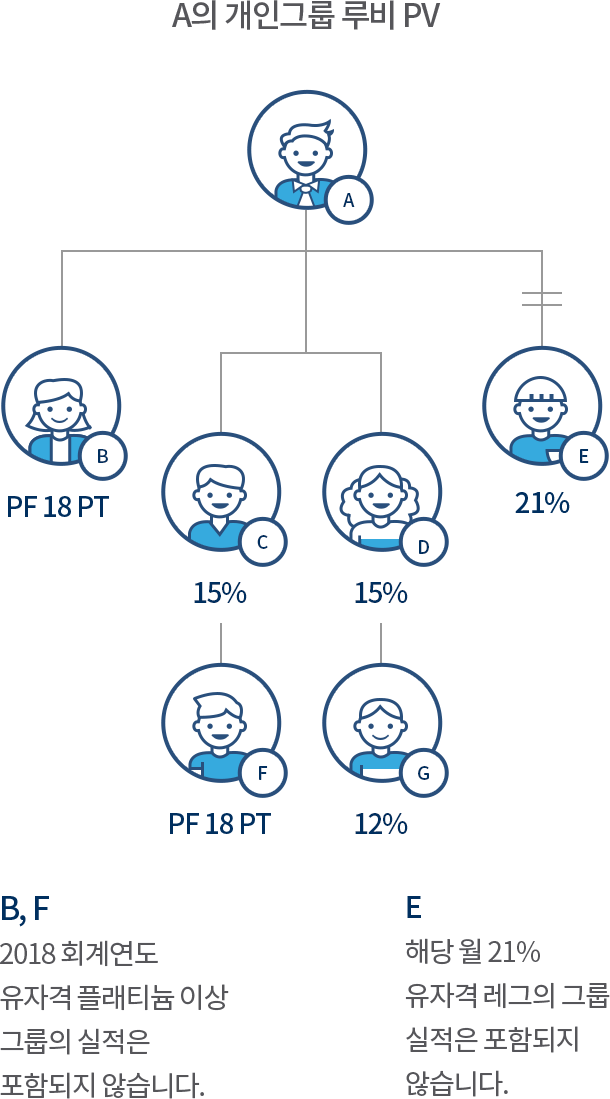 A의 개인그룹 루비 PV
A
B
E
PF 18 PT
21%
C
D
15%
15%
F
G
PF 18 PT
12%
B, F
2018 회계연도
유자격 플래티늄 이상
그룹의 실적은
포함되지 않습니다.
E
해당 월 21%
유자격 레그의 그룹
실적은 포함되지
않습니다.